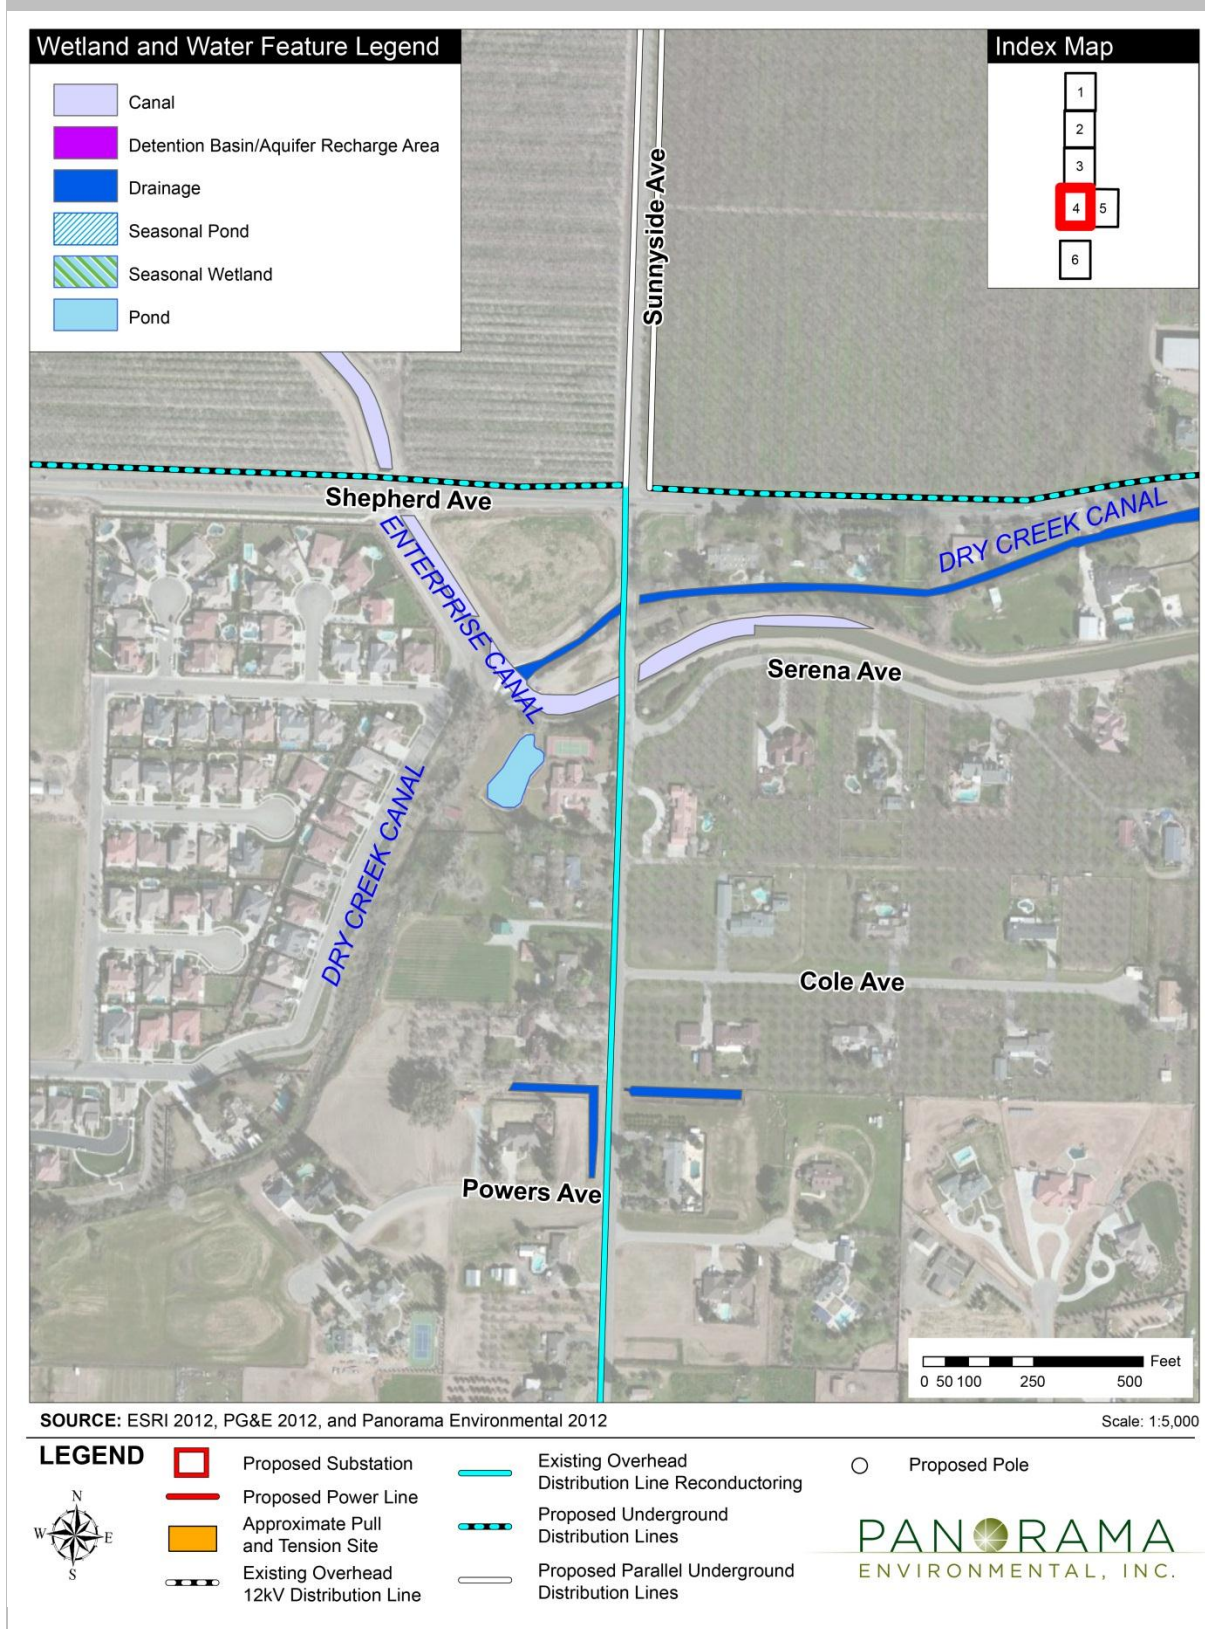 Wetland and Water Feature Legend
Canal
Detention Basin/Aquifer Recharge Area
Drainage
Seasonal Pond
Seasonal Wetland
Pond
Index Map
1
2
3
4
5
6
Sunnyside Ave
Shepherd Ave
ENTERPRISE CANAL
DRY CREEK CANAL
Serena Ave
DRY CREEK CANAL
Cole Ave
Powers Ave
Feet
0 50 100 250 500
SOURCE: ESRI 2012, PG&E 2012, and Panorama Environmental 2012
Scale: 1:5,000
LEGEND
N
W E
S
Proposed Substation
Proposed Power Line
Approximate Pull
and Tension Site
Existing Overhead
12kV Distribution Line
Existing Overhead
Distribution Line Reconductoring
Proposed Underground
Distribution Lines
Proposed Parallel Underground
Distribution Lines
Proposed Pole
PANORAMA
ENVIRONMENTAL, INC.